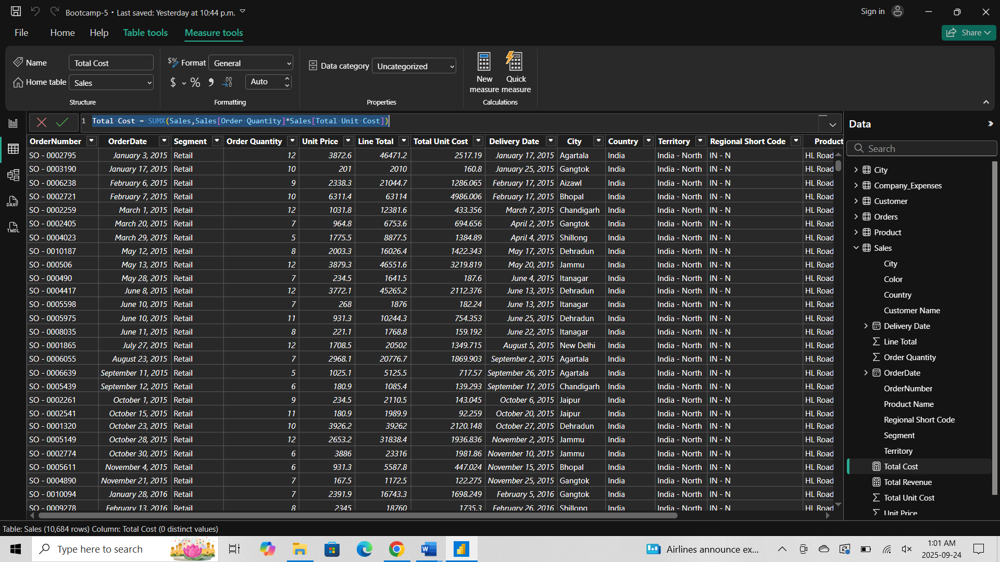 Bootcamp-5 • Last saved: Yesterday at 10:44 p.m.
Sign in
File Home Help Table tools Measure tools
Share
Name Total Cost
Format General
Data category Uncategorized
Home table Sales
$ % 9 .00 Auto
New measure
Quick measure
Structure Formatting Properties Calculations
1 Total Cost = SUMX(Sales,Sales[Order Quantity]*Sales[Total Unit Cost])
OrderNumber OrderDate Segment Order Quantity Unit Price Line Total Total Unit Cost Delivery Date City Country Territory Regional Short Code Product
SO - 0002795 January 3, 2015 Retail 12 3872.6 46471.2 2517.19 January 17, 2015 Agartala India India - North IN - N HL Road
SO - 0003190 January 17, 2015 Retail 10 201 2010 160.8 January 25, 2015 Gangtok India India - North IN - N HL Road
SO - 0006238 February 6, 2015 Retail 9 2338.3 21044.7 1286.065 February 17, 2015 Aizawl India India - North IN - N HL Road
SO - 0002721 February 7, 2015 Retail 10 6311.4 63114 4986.006 February 17, 2015 Bhopal India India - North IN - N HL Road
SO - 0002259 March 1, 2015 Retail 12 1031.8 12381.6 433.356 March 7, 2015 Chandigarh India India - North IN - N HL Road
SO - 0002405 March 20, 2015 Retail 7 964.8 6753.6 694.656 April 2, 2015 Gangtok India India - North IN - N HL Road
SO - 0004023 March 29, 2015 Retail 5 1775.5 8877.5 1384.89 April 4, 2015 Shillong India India - North IN - N HL Road
SO - 0010187 May 12, 2015 Retail 8 2003.3 16026.4 1422.343 May 17, 2015 Dehradun India India - North IN - N HL Road
SO - 000506 May 13, 2015 Retail 12 3879.3 46551.6 3219.819 May 20, 2015 Jammu India India - North IN - N HL Road
SO - 000490 May 28, 2015 Retail 7 234.5 1641.5 187.6 June 4, 2015 Itanagar India India - North IN - N HL Road
SO - 0004417 June 8, 2015 Retail 12 3772.1 45265.2 2112.376 June 13, 2015 Dehradun India India - North IN - N HL Road
SO - 0005598 June 10, 2015 Retail 7 268 1876 182.24 June 13, 2015 Itanagar India India - North IN - N HL Road
SO - 0005975 June 10, 2015 Retail 11 931.3 10244.3 754.353 June 25, 2015 Dehradun India India - North IN - N HL Road
SO - 0008035 June 11, 2015 Retail 8 221.1 1768.8 159.192 June 22, 2015 Itanagar India India - North IN - N HL Road
SO - 0001865 July 27, 2015 Retail 12 1708.5 20502 1349.715 August 5, 2015 New Delhi India India - North IN - N HL Road
SO - 0006055 August 23, 2015 Retail 7 2968.1 20776.7 1869.903 September 2, 2015 Agartala India India - North IN - N HL Road
SO - 0006639 September 11, 2015 Retail 5 1025.1 5125.5 717.57 September 26, 2015 Agartala India India - North IN - N HL Road
SO - 0005439 September 12, 2015 Retail 6 180.9 1085.4 139.293 September 17, 2015 Chandigarh India India - North IN - N HL Road
SO - 0002261 October 1, 2015 Retail 9 234.5 2110.5 143.045 October 6, 2015 Jaipur India India - North IN - N HL Road
SO - 0002541 October 15, 2015 Retail 11 180.9 1989.9 92.259 October 20, 2015 Jaipur India India - North IN - N HL Road
SO - 0001320 October 23, 2015 Retail 10 3926.2 39262 2120.148 October 27, 2015 Dehradun India India - North IN - N HL Road
SO - 0005149 October 28, 2015 Retail 12 2653.2 31838.4 1936.836 November 2, 2015 Jammu India India - North IN - N HL Road
SO - 0002774 October 30, 2015 Retail 6 3886 23316 1981.86 November 10, 2015 Jammu India India - North IN - N HL Road
SO - 0005611 November 4, 2015 Retail 6 931.3 5587.8 447.024 November 15, 2015 Bhopal India India - North IN - N HL Road
SO - 0004890 November 21, 2015 Retail 7 167.5 1172.5 122.275 November 25, 2015 Gangtok India India - North IN - N HL Road
SO - 0010094 January 28, 2016 Retail 7 2391.9 16743.3 1698.249 February 5, 2016 Gangtok India India - North IN - N HL Road
SO - 0009278 February 13, 2016 Retail 8 2345 18760 1735.3 February 26, 2016 Shillong India India - North IN - N HL Road
DAX
TMDL
Data
Search
City
Company_Expenses
Customer
Orders
Product
Sales
City
Color
Country
Customer Name
Delivery Date
Line Total
Order Quantity
OrderDate
OrderNumber
Product Name
Regional Short Code
Segment
Territory
Total Cost
Total Revenue
Total Unit Cost
Unit Price
Table: Sales (10,684 rows) Column: Total Cost (0 distinct values)
Type here to search
Airlines announce ex...
1:01 AM
2025-09-24